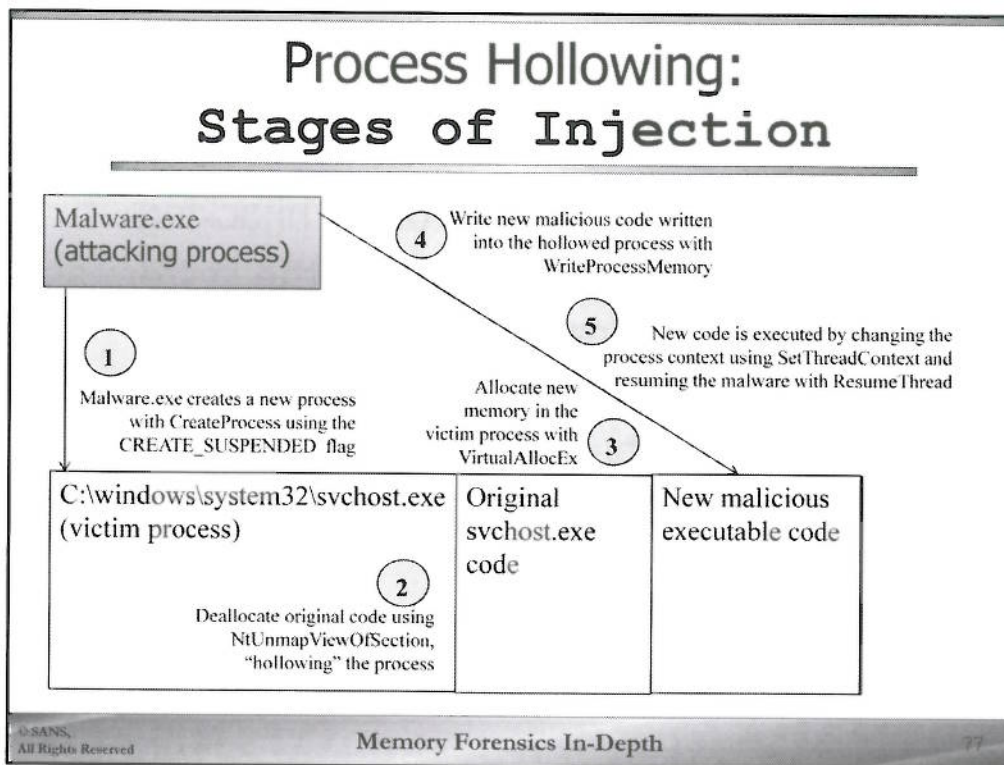 Process Hollowing:
Stages of Injection
Malware.exe
(attacking process)
4
Write new malicious code written
into the hollowed process with
WriteProcessMemory
5
New code is executed by changing the
process context using SetThreadContext and
resuming the malware with ResumeThread
1
Malware.exe creates a new process
with CreateProcess using the
CREATE_SUSPENDED flag
Allocate new
memory in the
victim process with
VirtualAllocEx
3
C:\windows\system32\svchost.exe
(victim process)
2
Deallocate original code using
NtUnmapViewOfSection,
“hollowing” the process
Original
svchost.exe
code
New malicious
executable code
© SANS,
All Rights Reserved
Memory Forensics In-Depth
77